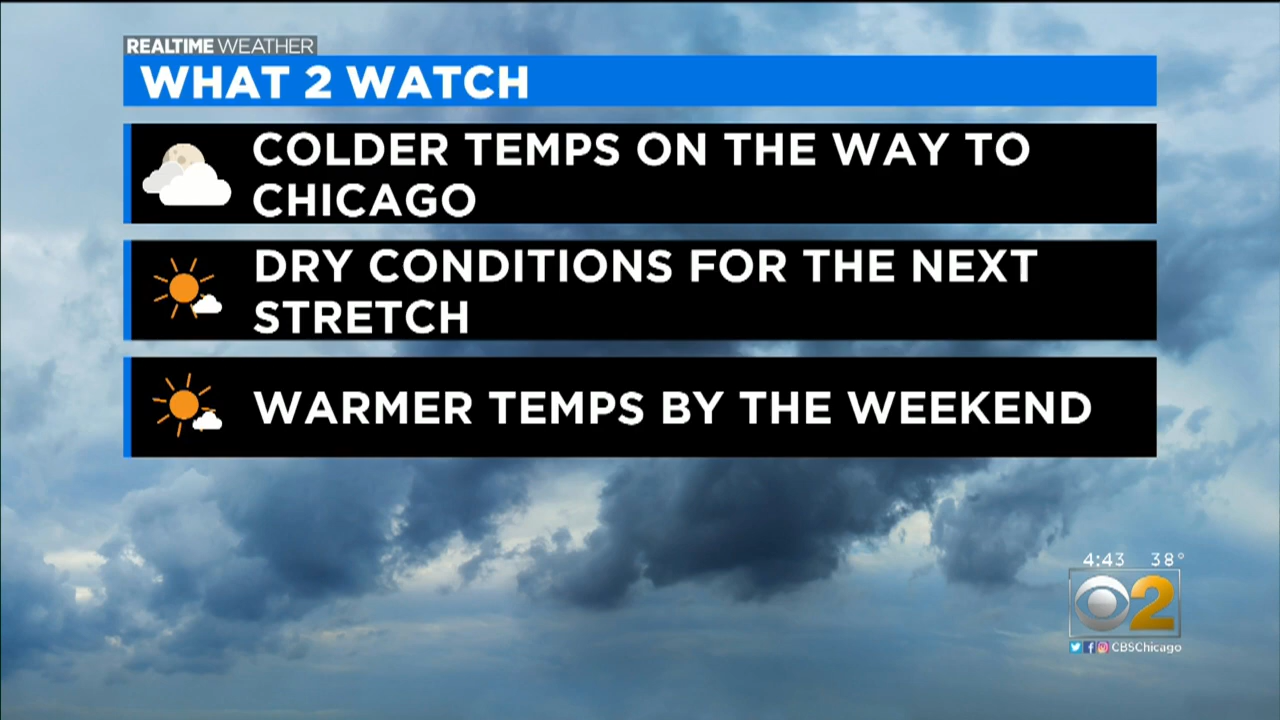 REALTIME WEATHER
WHAT 2 WATCH
COLDER TEMPS ON THE WAY TO
CHICAGO
DRY CONDITIONS FOR THE NEXT
STRETCH
WARMER TEMPS BY THE WEEKEND
4:43 38°
2
CBSChicago